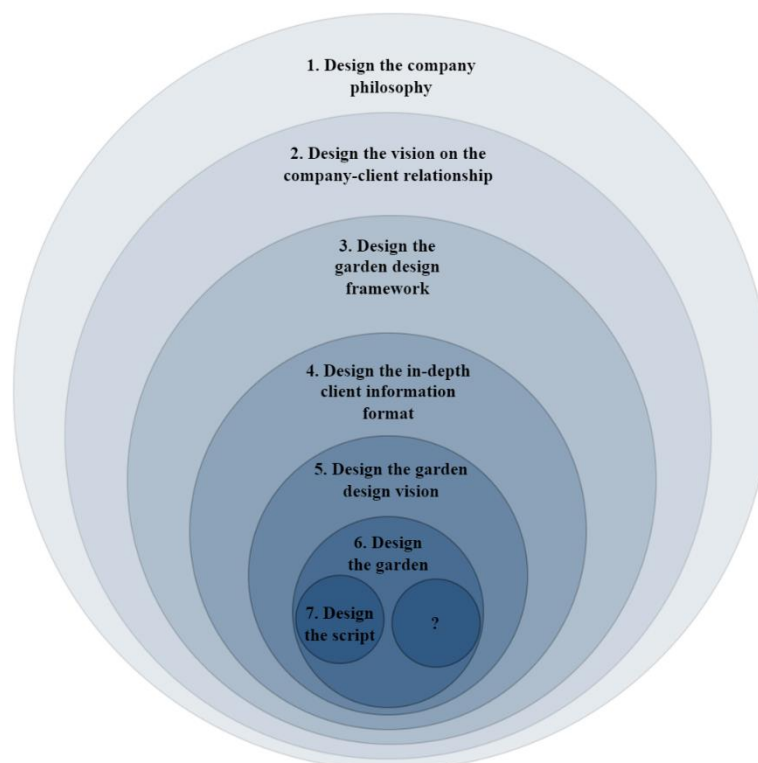 1. Design the company
philosophy
2. Design the vision on the
company-client relationship
3. Design the
garden design
framework
4. Design the in-depth
client information
format
5. Design the garden
design vision
6. Design
the garden
7. Design
the script
?